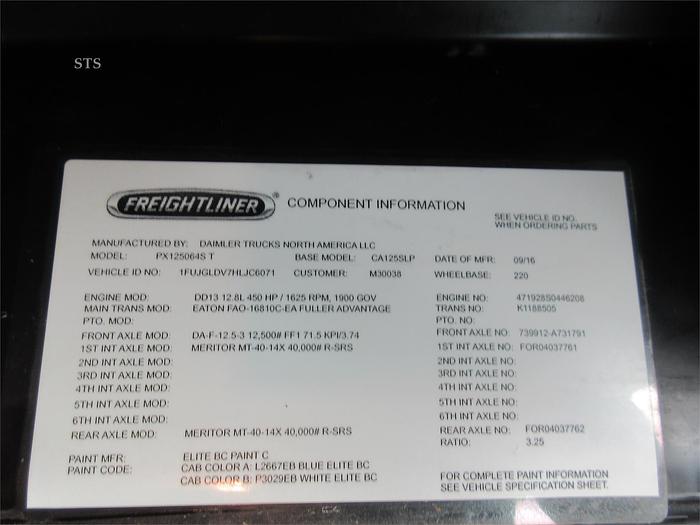 STS
FREIGHTLINER® COMPONENT INFORMATION
SEE VEHICLE ID NO.
WHEN ORDERING PARTS
MANUFACTURED BY: DAIMLER TRUCKS NORTH AMERICA LLC
MODEL: PX125064S T BASE MODEL: CA125SLP DATE OF MFR: 09/16
VEHICLE ID NO: 1FUJGLDV7HLJC6071 CUSTOMER: M30038 WHEELBASE: 220
ENGINE MOD: DD13 12.8L 450 HP / 1625 RPM, 1900 GOV ENGINE NO: 471928S0446208
MAIN TRANS MOD: EATON FAO-16810C-EA FULLER ADVANTAGE TRANS NO: K1188505
PTO. MOD: PTO. NO:
FRONT AXLE MOD: DA-F-12.5-3 12,500# FF1 71.5 KPI/3.74 FRONT AXLE NO: 739912-A731791
1ST INT AXLE MOD: MERITOR MT-40-14X 40,000# R-SRS 1ST INT AXLE NO: FOR04037761
2ND INT AXLE MOD: 2ND INT AXLE NO:
3RD INT AXLE MOD: 3RD INT AXLE NO:
4TH INT AXLE MOD: 4TH INT AXLE NO:
5TH INT AXLE MOD: 5TH INT AXLE NO:
6TH INT AXLE MOD: 6TH INT AXLE NO:
REAR AXLE MOD: MERITOR MT-40-14X 40,000# R-SRS REAR AXLE NO: FOR04037762
RATIO: 3.25
PAINT MFR: ELITE BC PAINT C
PAINT CODE: CAB COLOR A: L2667EB BLUE ELITE BC
CAB COLOR B: P3029EB WHITE ELITE BC
FOR COMPLETE PAINT INFORMATION
SEE VEHICLE SPECIFICATION SHEET.